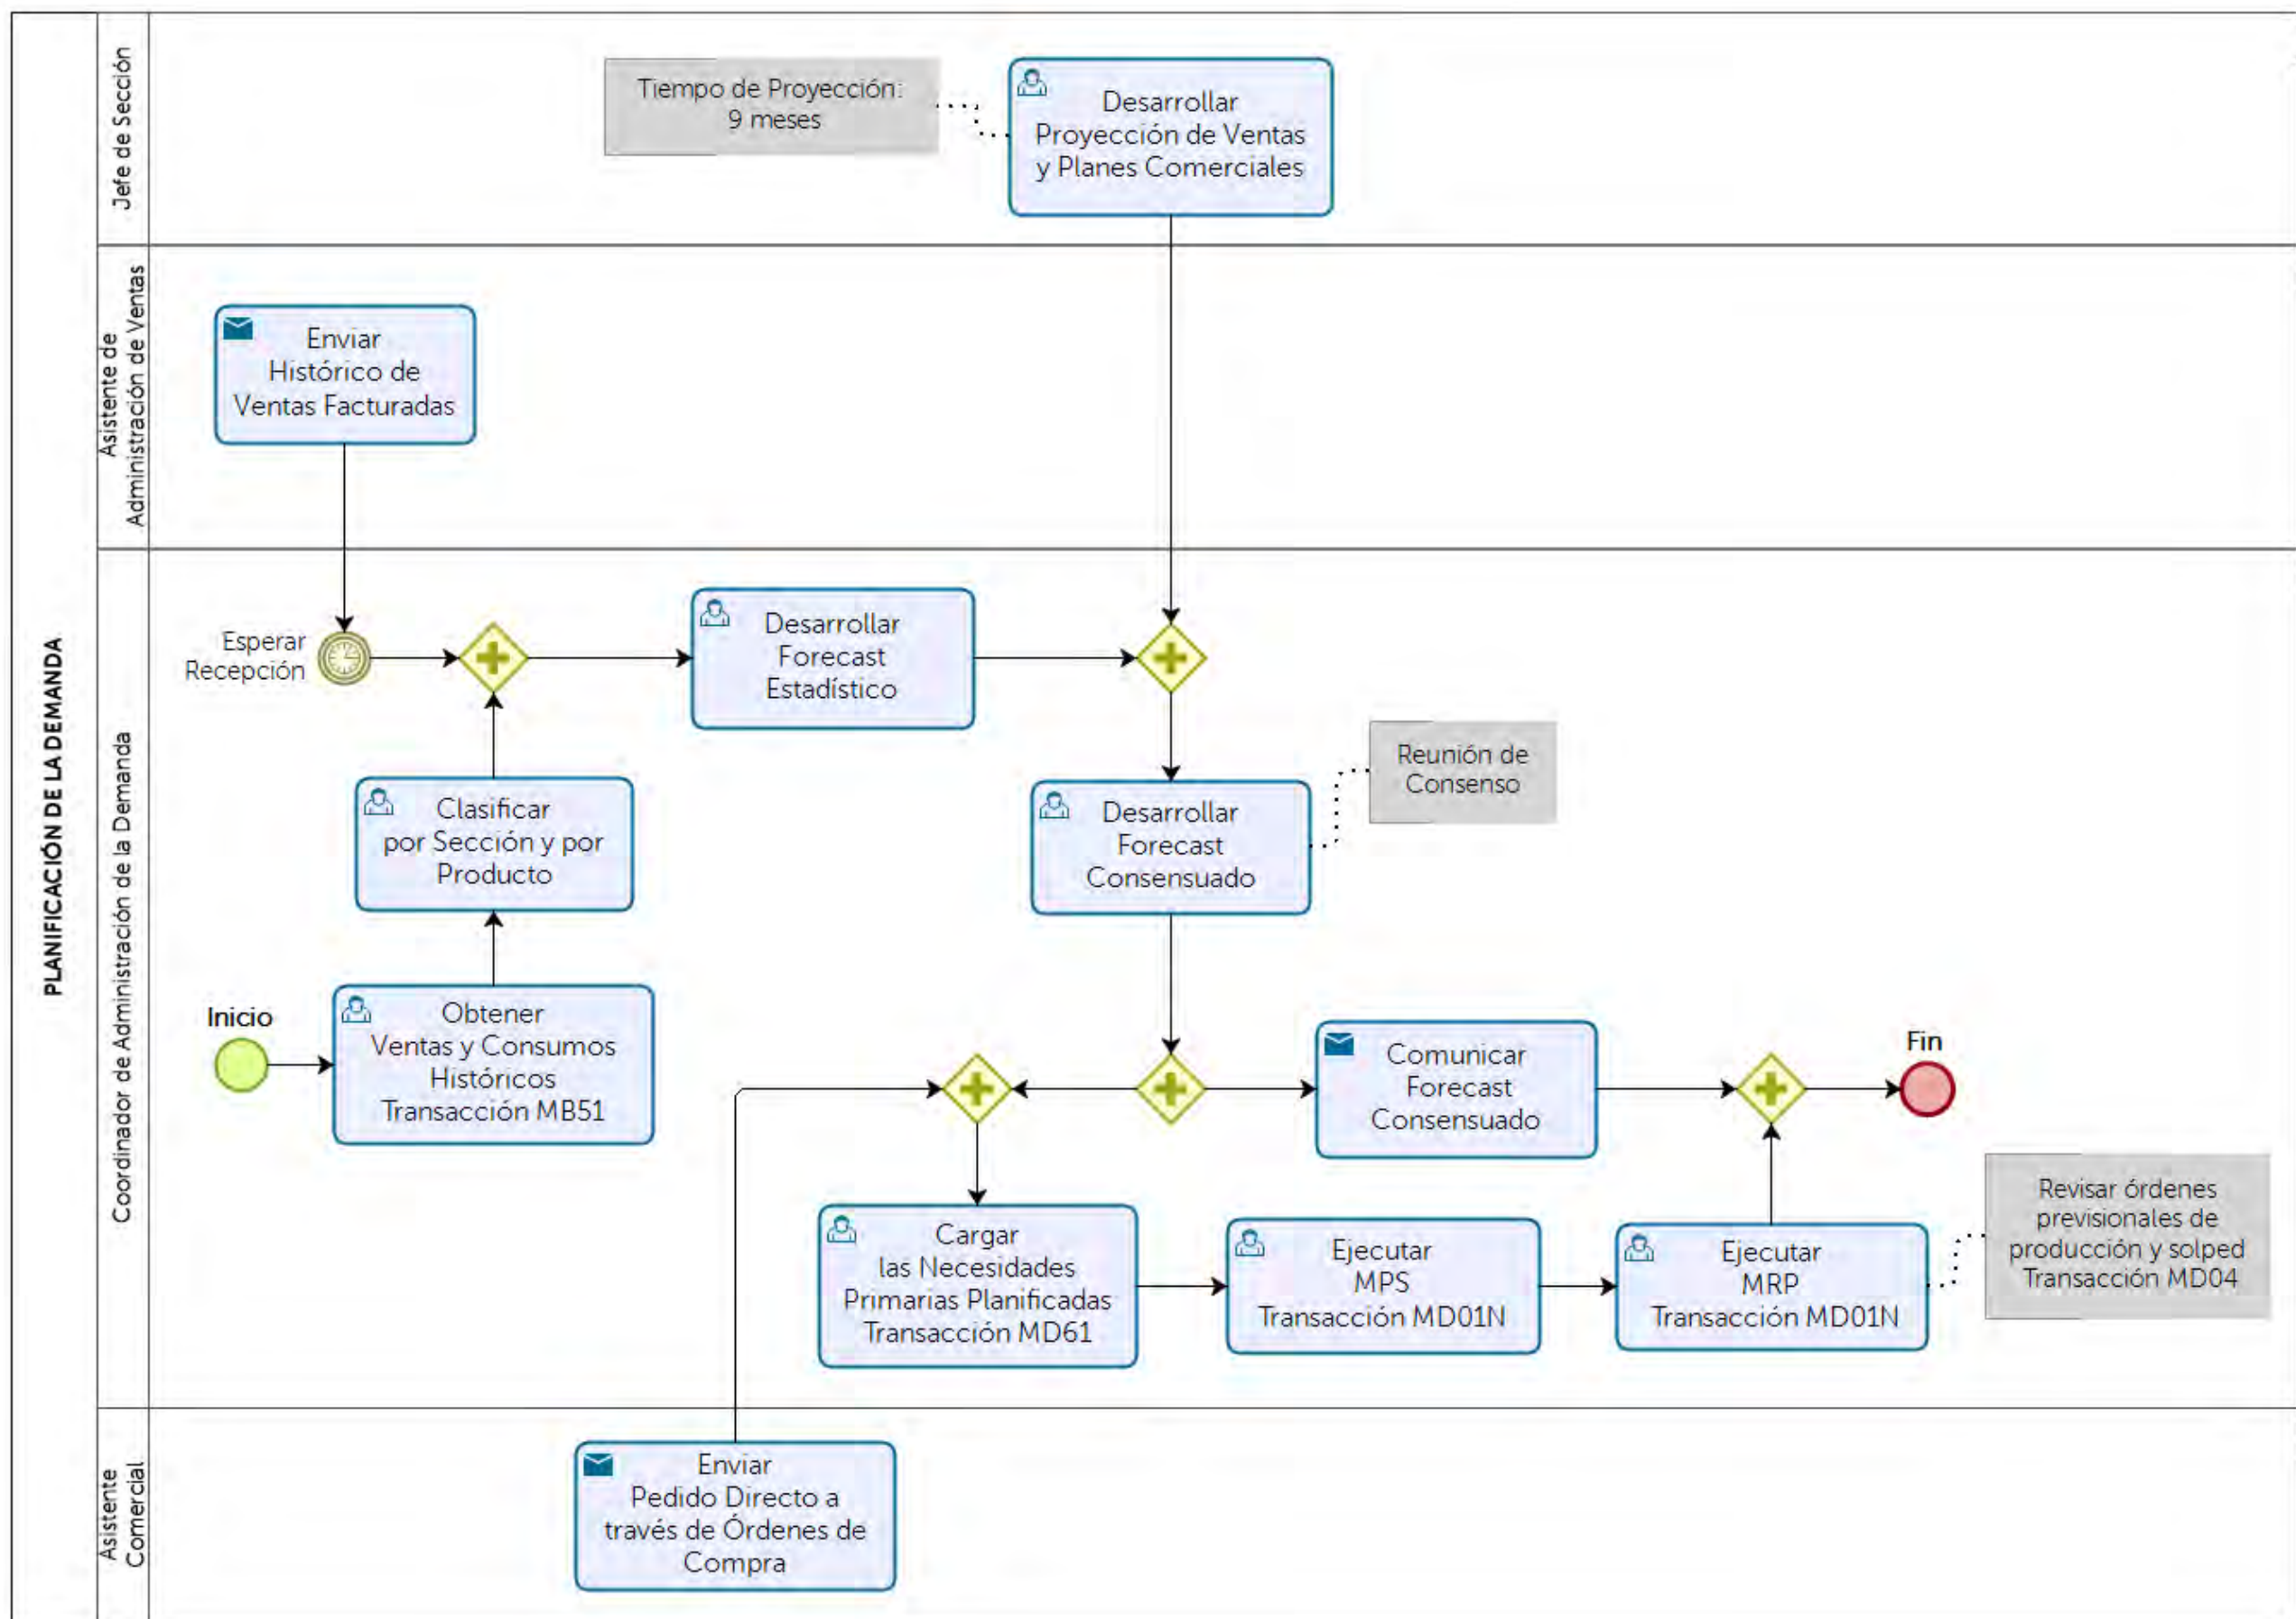 PLANIFICACIÓN DE LA DEMANDA
Jefe de Sección
Tiempo de Proyección:
9 meses
Desarrollar
Proyección de Ventas
y Planes Comerciales
Asistente de
Administración de Ventas
Enviar
Histórico de
Ventas Facturadas
Coordinador de Administración de la Demanda
Esperar
Recepción
Desarrollar
Forecast
Estadístico
Clasificar
por Sección y por
Producto
Reunión de
Consenso
Desarrollar
Forecast
Consensuado
Inicio
Obtener
Ventas y Consumos
Históricos
Transacción MB51
Comunicar
Forecast
Consensuado
Fin
Cargar
las Necesidades
Primarias Planificadas
Transacción MD61
Ejecutar
MPS
Transacción MD01N
Ejecutar
MRP
Transacción MD01N
Revisar órdenes
previsionales de
producción y solped
Transacción MD04
Asistente
Comercial
Enviar
Pedido Directo a
través de Órdenes de
Compra